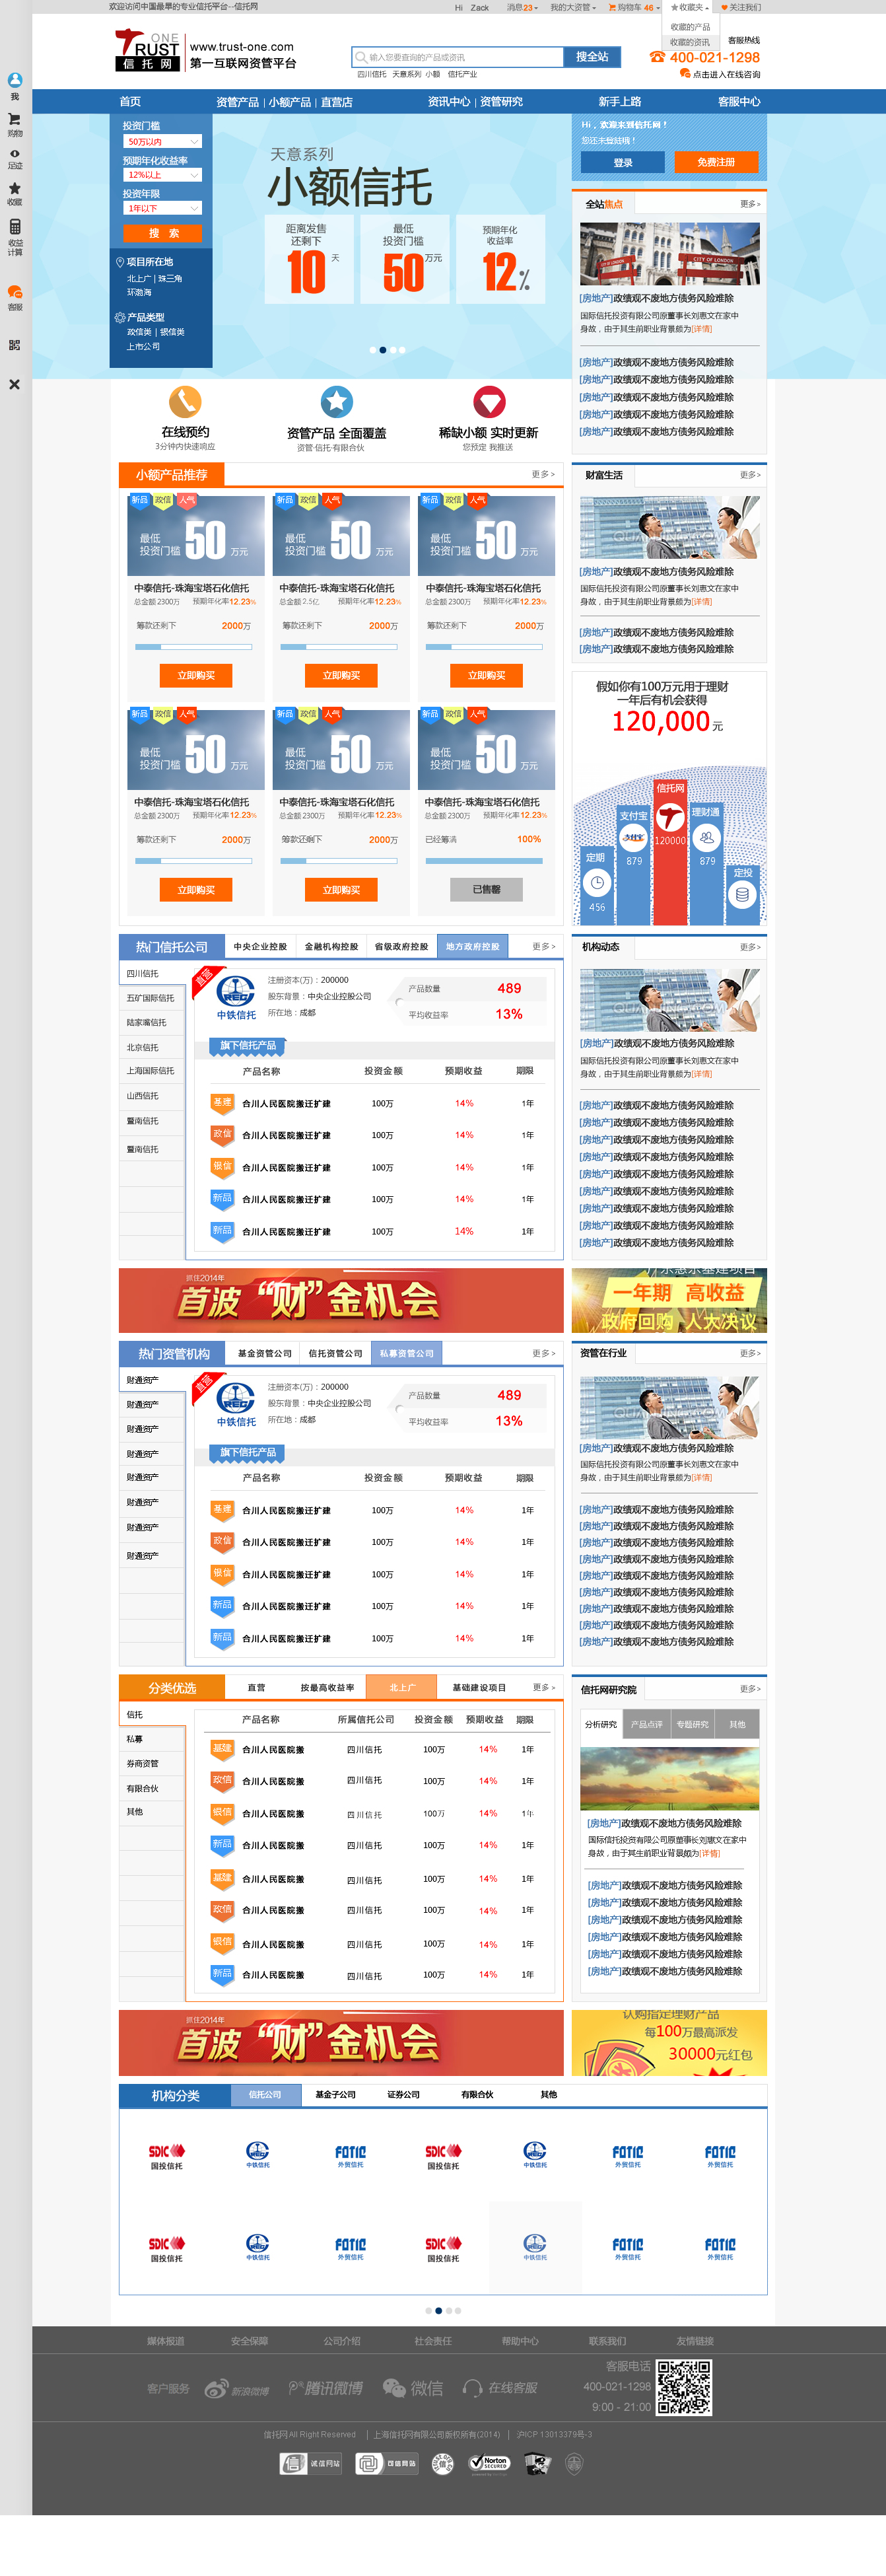 欢迎访问中国最早的专业信托平台--信托网
Hi Zack 消息23 我的大资管 购物车 46 收藏夹 关注我们
收藏的产品
收藏的资讯
TRUST ONE
信托网
www.trust-one.com
第一互联网资管平台
输入您要查询的产品或资讯
搜全站
四川信托 天意系列 小额 信托产业
客服热线
400-021-1298
点击进入在线咨询
首页 资管产品 | 小额产品 | 直营店 资讯中心 | 资管研究 新手上路 客服中心
我
购物
足迹
收藏
收益
计算
客服
投资门槛
50万以内
预期年化收益率
12%以上
投资年限
1年以下
搜 索
项目所在地
北上广 | 珠三角
环渤海
产品类型
政信类 | 银信类
上市公司
天意系列
小额信托
距离发售
还剩下
10 天
最低
投资门槛
50 万元
预期年化
收益率
12%
Hi，欢迎来到信托网！
您还未登陆哦！
登录 免费注册
全站焦点 更多>
[房地产]政绩观不废地方债务风险难除
国际信托投资有限公司原董事长刘惠文在家中
身故，由于其生前职业背景颇为[详情]
[房地产]政绩观不废地方债务风险难除
[房地产]政绩观不废地方债务风险难除
[房地产]政绩观不废地方债务风险难除
[房地产]政绩观不废地方债务风险难除
[房地产]政绩观不废地方债务风险难除
在线预约
3分钟内快速响应
资管产品 全面覆盖
资管·信托·有限合伙
稀缺小额 实时更新
您预定 我推送
小额产品推荐 更多>
新品 政信 人气 新品 政信 人气 新品 政信 人气
最低
投资门槛 50 万元
最低
投资门槛 50 万元
最低
投资门槛 50 万元
中泰信托-珠海宝塔石化信托 中泰信托-珠海宝塔石化信托 中泰信托-珠海宝塔石化信托
总金额 2300万 预期年化率12.23% 总金额 2.5亿 预期年化率12.23% 总金额 2300万 预期年化率12.23%
筹款还剩下 2000万 筹款还剩下 2000万 筹款还剩下 2000万
立即购买 立即购买 立即购买
新品 政信 人气 新品 政信 人气 新品 政信 人气
最低
投资门槛 50 万元
最低
投资门槛 50 万元
最低
投资门槛 50 万元
中泰信托-珠海宝塔石化信托 中泰信托-珠海宝塔石化信托 中泰信托-珠海宝塔石化信托
总金额 2300万 预期年化率12.23% 总金额 2300万 预期年化率12.23% 总金额 2300万 预期年化率12.23%
筹款还剩下 2000万 筹款还剩下 2000万 已经筹满 100%
立即购买 立即购买 已售罄
财富生活 更多>
[房地产]政绩观不废地方债务风险难除
国际信托投资有限公司原董事长刘惠文在家中
身故，由于其生前职业背景颇为[详情]
[房地产]政绩观不废地方债务风险难除
[房地产]政绩观不废地方债务风险难除
假如你有100万元用于理财
一年后有机会获得
120,000 元
定期
456
支付宝
支付宝
879
信托网
120000
理财通
879
定投
热门信托公司 中央企业控股 金融机构控股 省级政府控股 地方政府控股 更多>
四川信托
五矿国际信托
陆家嘴信托
北京信托
上海国际信托
山西信托
暨南信托
暨南信托
直营
中铁信托
注册资本(万)：200000
股东背景：中央企业控股公司
所在地：成都
产品数量 489
平均收益率 13%
旗下信托产品
产品名称 投资金额 预期收益 期限
基建 合川人民医院搬迁扩建 100万 14% 1年
政信 合川人民医院搬迁扩建 100万 14% 1年
银信 合川人民医院搬迁扩建 100万 14% 1年
新品 合川人民医院搬迁扩建 100万 14% 1年
新品 合川人民医院搬迁扩建 100万 14% 1年
机构动态 更多>
[房地产]政绩观不废地方债务风险难除
国际信托投资有限公司原董事长刘惠文在家中
身故，由于其生前职业背景颇为[详情]
[房地产]政绩观不废地方债务风险难除
[房地产]政绩观不废地方债务风险难除
[房地产]政绩观不废地方债务风险难除
[房地产]政绩观不废地方债务风险难除
[房地产]政绩观不废地方债务风险难除
[房地产]政绩观不废地方债务风险难除
[房地产]政绩观不废地方债务风险难除
[房地产]政绩观不废地方债务风险难除
[房地产]政绩观不废地方债务风险难除
抓住2014年
首波“财”金机会
一年期 高收益
政府回购 人大决议
热门资管机构 基金资管公司 信托资管公司 私募资管公司 更多>
财通资产
财通资产
财通资产
财通资产
财通资产
财通资产
财通资产
财通资产
直营
中铁信托
注册资本(万)：200000
股东背景：中央企业控股公司
所在地：成都
产品数量 489
平均收益率 13%
旗下信托产品
产品名称 投资金额 预期收益 期限
基建 合川人民医院搬迁扩建 100万 14% 1年
政信 合川人民医院搬迁扩建 100万 14% 1年
银信 合川人民医院搬迁扩建 100万 14% 1年
新品 合川人民医院搬迁扩建 100万 14% 1年
新品 合川人民医院搬迁扩建 100万 14% 1年
资管在行业 更多>
[房地产]政绩观不废地方债务风险难除
国际信托投资有限公司原董事长刘惠文在家中
身故，由于其生前职业背景颇为[详情]
[房地产]政绩观不废地方债务风险难除
[房地产]政绩观不废地方债务风险难除
[房地产]政绩观不废地方债务风险难除
[房地产]政绩观不废地方债务风险难除
[房地产]政绩观不废地方债务风险难除
[房地产]政绩观不废地方债务风险难除
[房地产]政绩观不废地方债务风险难除
[房地产]政绩观不废地方债务风险难除
[房地产]政绩观不废地方债务风险难除
分类优选 直营 按最高收益率 北上广 基础建设项目 更多>
信托
私募
券商资管
有限合伙
其他
产品名称 所属信托公司 投资金额 预期收益 期限
基建 合川人民医院搬 四川信托 100万 14% 1年
政信 合川人民医院搬 四川信托 100万 14% 1年
银信 合川人民医院搬 四川信托 100万 14% 1年
新品 合川人民医院搬 四川信托 100万 14% 1年
基建 合川人民医院搬 四川信托 100万 14% 1年
政信 合川人民医院搬 四川信托 100万 14% 1年
银信 合川人民医院搬 四川信托 100万 14% 1年
新品 合川人民医院搬 四川信托 100万 14% 1年
信托网研究院 更多>
分析研究 产品点评 专题研究 其他
[房地产]政绩观不废地方债务风险难除
国际信托投资有限公司原董事长刘惠文在家中
身故，由于其生前职业背景颇为[详情]
[房地产]政绩观不废地方债务风险难除
[房地产]政绩观不废地方债务风险难除
[房地产]政绩观不废地方债务风险难除
[房地产]政绩观不废地方债务风险难除
[房地产]政绩观不废地方债务风险难除
[房地产]政绩观不废地方债务风险难除
抓住2014年
首波“财”金机会
认购指定理财产品
每100万最高派发
30000元红包
机构分类 信托公司 基金子公司 证券公司 有限合伙 其他
SDIC FOTIC SDIC FOTIC FOTIC
国投信托 中铁信托 外贸信托 国投信托 中铁信托 外贸信托 外贸信托
SDIC FOTIC SDIC FOTIC FOTIC
国投信托 中铁信托 外贸信托 国投信托 中铁信托 外贸信托 外贸信托
媒体报道 安全保障 公司介绍 社会责任 帮助中心 联系我们 友情链接
客户服务 新浪微博 腾讯微博 微信 在线客服
客服电话
400-021-1298
9:00 - 21:00
信托网 All Right Reserved | 上海信托网有限公司版权所有(2014) | 沪ICP 13013379号-3
诚信网站 可信网站 Norton SECURED